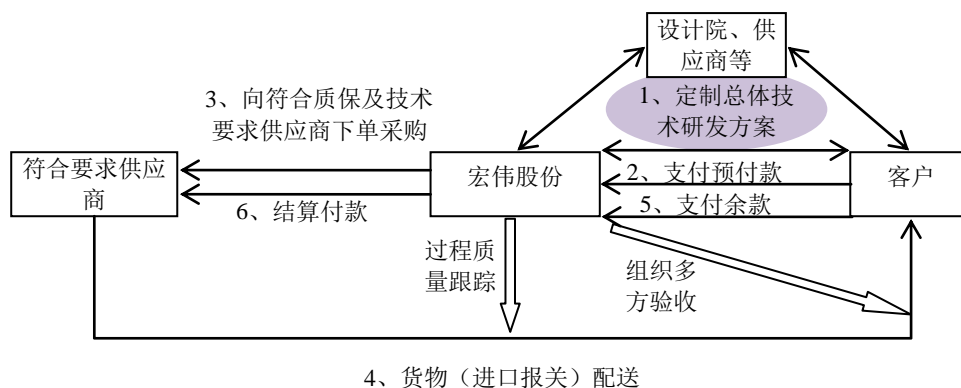 设计院、供
应商等
1、定制总体技
术研发方案
3、向符合质保及技术
要求供应商下单采购
符合要求供应
商
宏伟股份
客户
2、支付预付款
6、结算付款
5、支付余款
过程质
量跟踪
组织多
方验收
4、货物（进口报关）配送